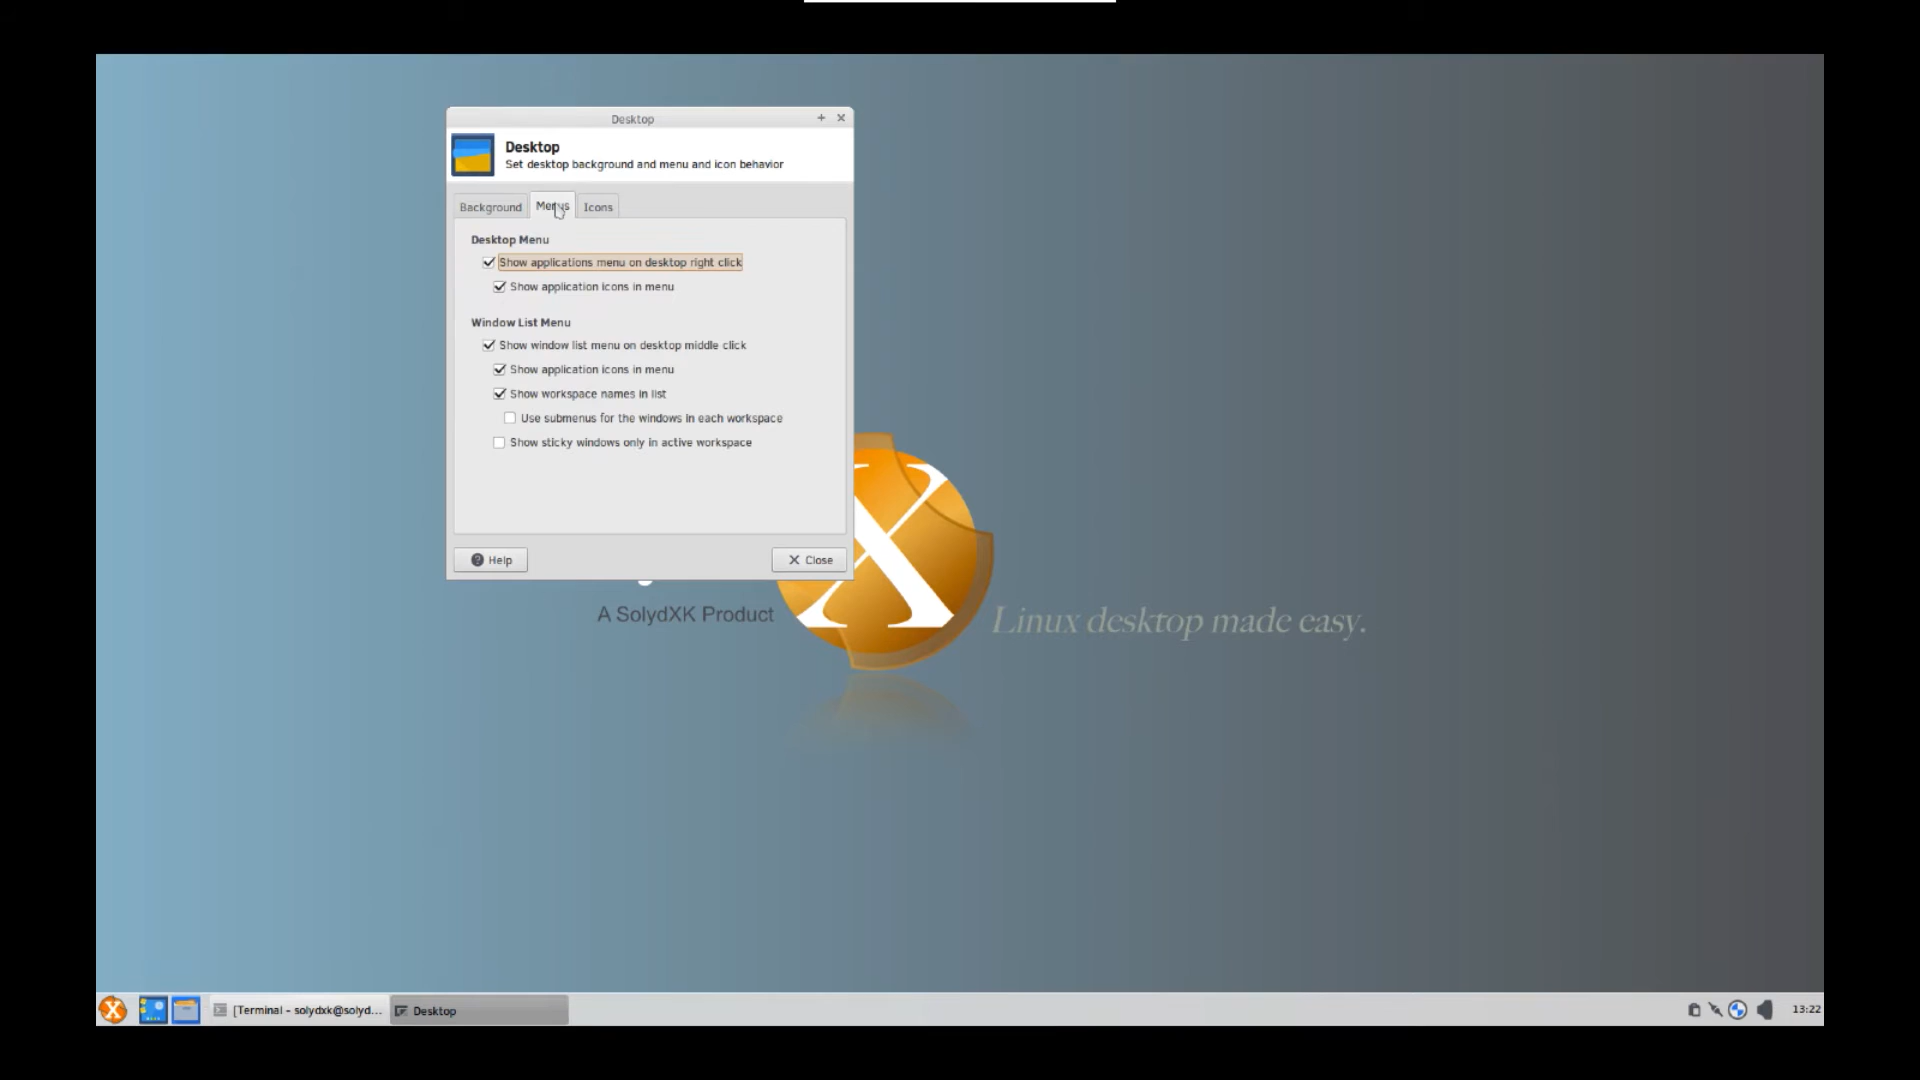 Desktop
Desktop
Set desktop background and menu and icon behavior
Background
Menus
Icons
Desktop Menu
Show applications menu on desktop right click
Show application icons in menu
Window List Menu
Show window list menu on desktop middle click
Show application icons in menu
Show workspace names in list
Use submenus for the windows in each workspace
Show sticky windows only in active workspace
Help
Close
X
A SolydXK Product
Linux desktop made easy.
[Terminal - solydxk@solyd...
Desktop
13:22